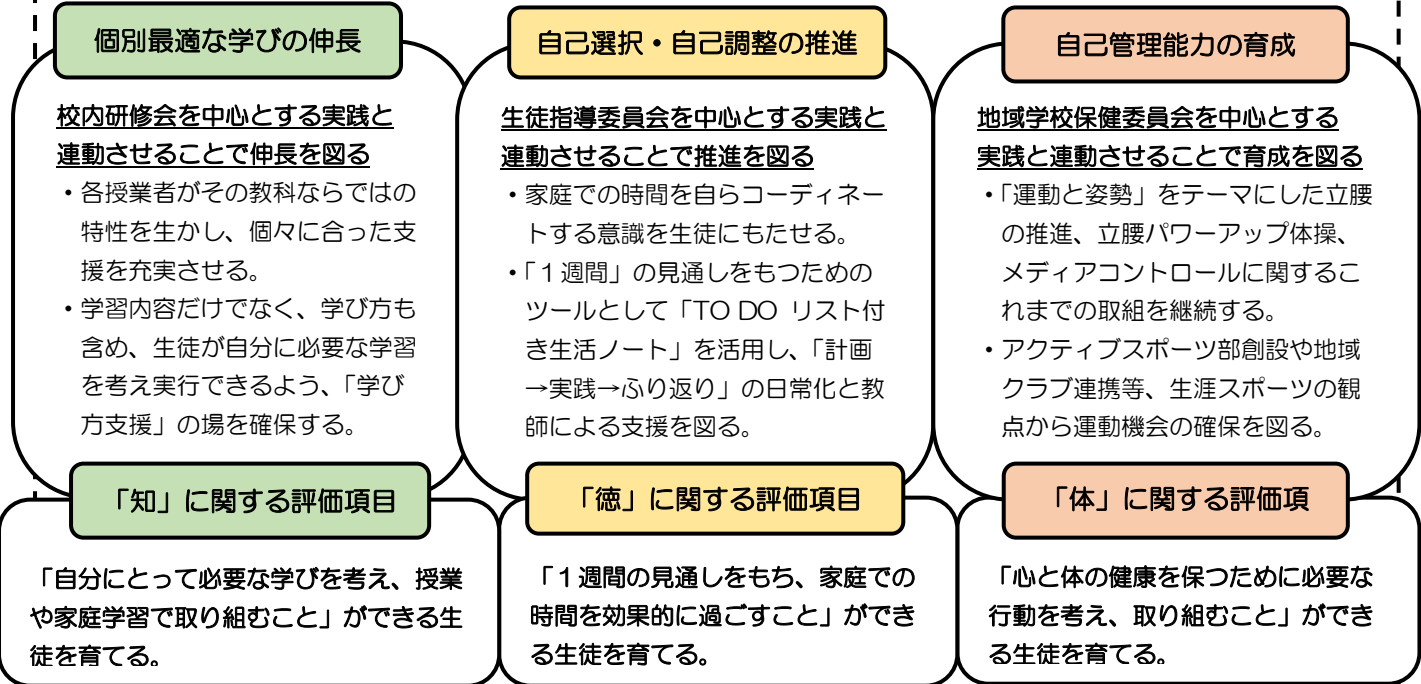 個別最適な学びの伸長
校内研修会を中心とする実践と
連動させることで伸長を図る
・各授業者がその教科ならではの
特性を生かし、個々に合った支
援を充実させる。
・学習内容だけでなく、学び方も
含め、生徒が自分に必要な学習
を考え実行できるよう、「学び
方支援」の場を確保する。
「知」に関する評価項目
「自分にとって必要な学びを考え、授業
や家庭学習で取り組むこと」ができる生
徒を育てる。
自己選択・自己調整の推進
生徒指導委員会を中心とする実践と
連動させることで推進を図る
・家庭での時間を自らコーディネー
トする意識を生徒にもたせる。
・「１週間」の見通しをもつための
ツールとして「TO DO リスト付
き生活ノート」を活用し、「計画
→実践→ふり返り」の日常化と教
師による支援を図る。
「徳」に関する評価項目
「１週間の見通しをもち、家庭での
時間を効果的に過ごすこと」ができ
る生徒を育てる。
自己管理能力の育成
地域学校保健委員会を中心とする
実践と連動させることで育成を図る
・「運動と姿勢」をテーマにした立腰
の推進、立腰パワーアップ体操、
メディアコントロールに関するこ
れまでの取組を継続する。
・アクティブスポーツ部創設や地域
クラブ連携等、生涯スポーツの観
点から運動機会の確保を図る。
「体」に関する評価項
「心と体の健康を保つために必要な
行動を考え、取り組むこと」ができ
る生徒を育てる。